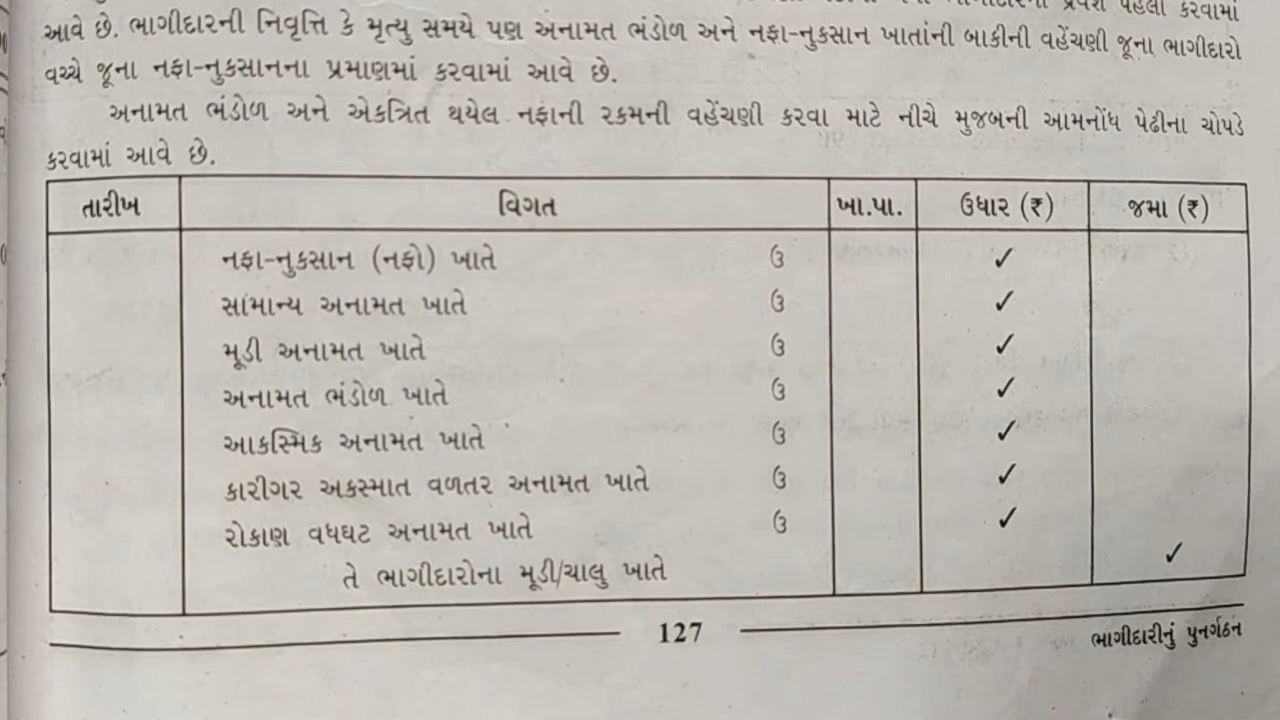 પહેલા કરવામાં
આવે છે. ભાગીદારની નિવૃત્તિ કે મૃત્યુ સમયે પણ અનામત ભંડોળ અને નફા-નુકસાન ખાતાંની બાકીની વહેંચણી જૂના ભાગીદારો
વચ્ચે જૂના નફા-નુકસાનના પ્રમાણમાં કરવામાં આવે છે.
અનામત ભંડોળ અને એકત્રિત થયેલ નફાની રકમની વહેંચણી કરવા માટે નીચે મુજબની આમનોંધ પેઢીના ચોપડે
કરવામાં આવે છે.
તારીખ વિગત ખા.પા. ઉધાર (₹) જમા (₹)
નફા-નુકસાન (નફો) ખાતે ઉ ✓
સામાન્ય અનામત ખાતે ઉ ✓
મૂડી અનામત ખાતે ઉ ✓
અનામત ભંડોળ ખાતે ઉ ✓
આકસ્મિક અનામત ખાતે ઉ ✓
કારીગર અકસ્માત વળતર અનામત ખાતે ઉ ✓
રોકાણ વધઘટ અનામત ખાતે ઉ ✓
તે ભાગીદારોના મૂડી/ચાલુ ખાતે ✓
127 ભાગીદારીનું પુનર્ગઠન